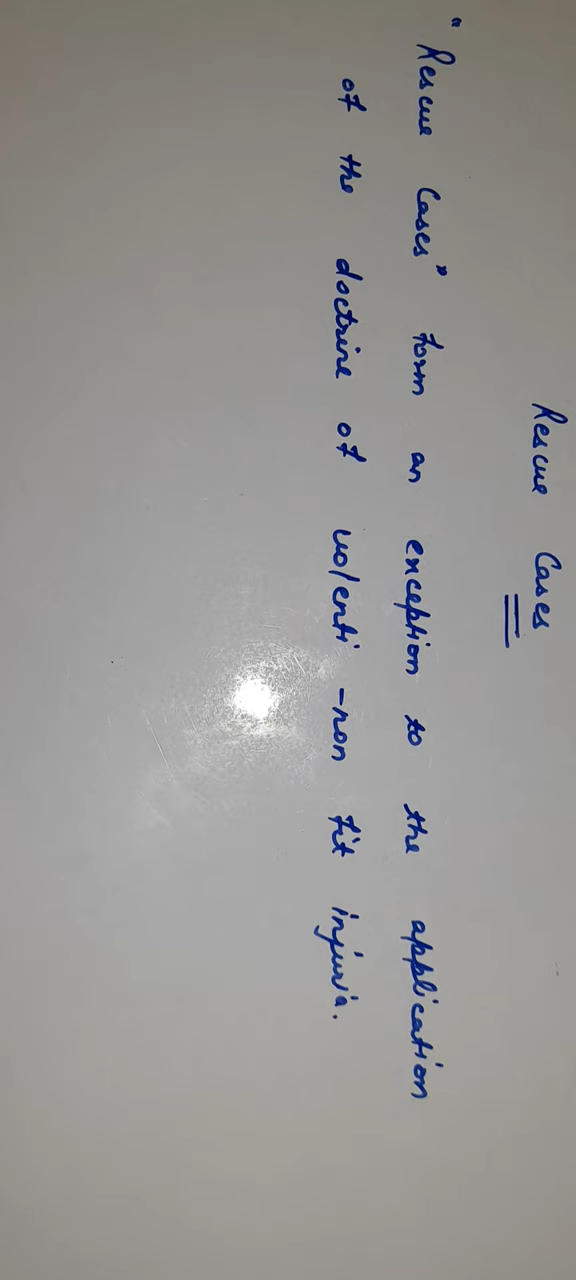 Rescue Cases
"Rescue Cases" form an exception to the application
of the doctrine of volenti -non fit injuria.